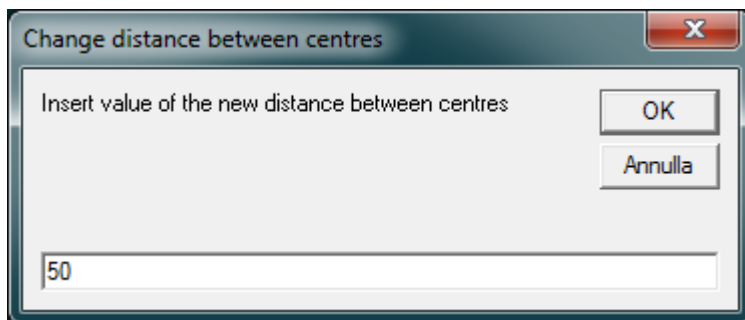 Change distance between centres
Insert value of the new distance between centres
OK
Annulla
50